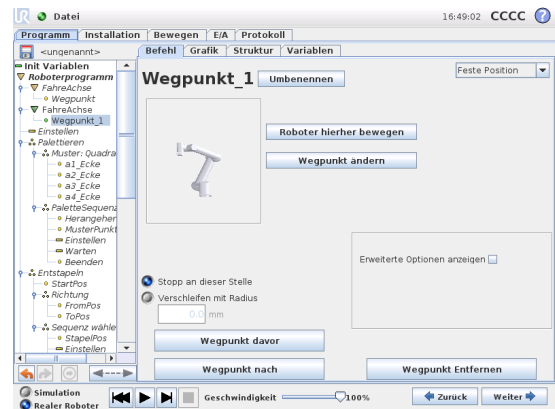 Datei
16:49:02 CCCC ?
Programm Installation Bewegen E/A Protokoll
<ungenannt>
Befehl Grafik Struktur Variablen
Init Variablen
Roboterprogramm
FahreAchse
Wegpunkt
FahreAchse
Wegpunkt_1
Einstellen
Palettieren
Muster: Quadra
a1_Ecke
a2_Ecke
a3_Ecke
a4_Ecke
PaletteSequenz
Herangehen
MusterPunkt
Einstellen
Warten
Beenden
Entstapeln
StartPos
Richtung
FromPos
ToPos
Sequenz wähle
StapelPos
Einstellen
Wegpunkt_1
Umbenennen
Feste Position
Roboter hierher bewegen
Wegpunkt ändern
Erweiterte Optionen anzeigen
Stopp an dieser Stelle
Verschleifen mit Radius
0.0 mm
Wegpunkt davor
Wegpunkt nach
Wegpunkt Entfernen
Simulation
Realer Roboter
Geschwindigkeit
100%
Zurück
Weiter